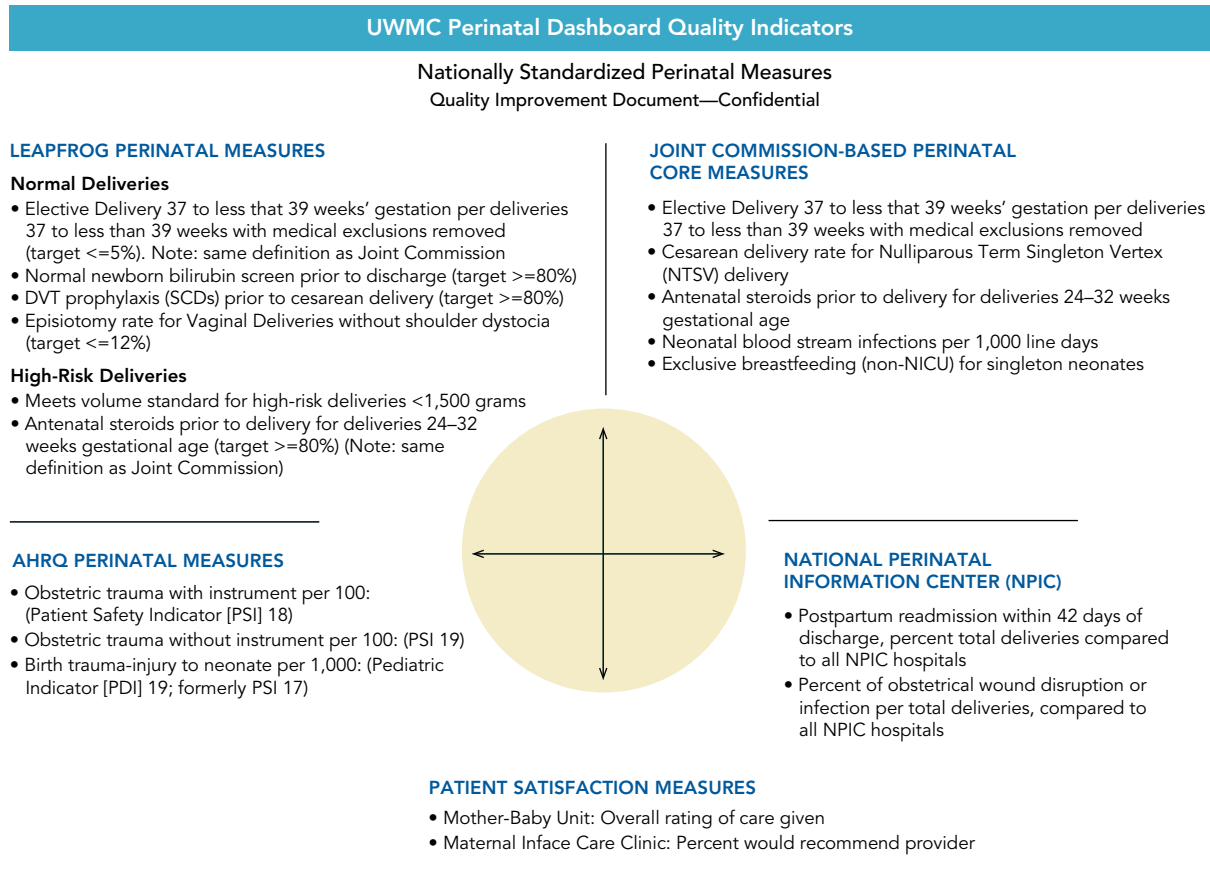 UWMC Perinatal Dashboard Quality Indicators
Nationally Standardized Perinatal Measures
Quality Improvement Document—Confidential
LEAPFROG PERINATAL MEASURES
Normal Deliveries
• Elective Delivery 37 to less that 39 weeks’ gestation per deliveries
37 to less than 39 weeks with medical exclusions removed
(target <=5%). Note: same definition as Joint Commission
• Normal newborn bilirubin screen prior to discharge (target >=80%)
• DVT prophylaxis (SCDs) prior to cesarean delivery (target >=80%)
• Episiotomy rate for Vaginal Deliveries without shoulder dystocia
(target <=12%)
High-Risk Deliveries
• Meets volume standard for high-risk deliveries <1,500 grams
• Antenatal steroids prior to delivery for deliveries 24–32
weeks gestational age (target >=80%) (Note: same
definition as Joint Commission)
JOINT COMMISSION-BASED PERINATAL
CORE MEASURES
• Elective Delivery 37 to less that 39 weeks’ gestation per deliveries
37 to less than 39 weeks with medical exclusions removed
• Cesarean delivery rate for Nulliparous Term Singleton Vertex
(NTSV) delivery
• Antenatal steroids prior to delivery for deliveries 24–32 weeks
gestational age
• Neonatal blood stream infections per 1,000 line days
• Exclusive breastfeeding (non-NICU) for singleton neonates
AHRQ PERINATAL MEASURES
• Obstetric trauma with instrument per 100:
(Patient Safety Indicator [PSI] 18)
• Obstetric trauma without instrument per 100: (PSI 19)
• Birth trauma-injury to neonate per 1,000: (Pediatric
Indicator [PDI] 19; formerly PSI 17)
NATIONAL PERINATAL
INFORMATION CENTER (NPIC)
• Postpartum readmission within 42 days of
discharge, percent total deliveries compared
to all NPIC hospitals
• Percent of obstetrical wound disruption or
infection per total deliveries, compared to
all NPIC hospitals
PATIENT SATISFACTION MEASURES
• Mother-Baby Unit: Overall rating of care given
• Maternal Inface Care Clinic: Percent would recommend provider